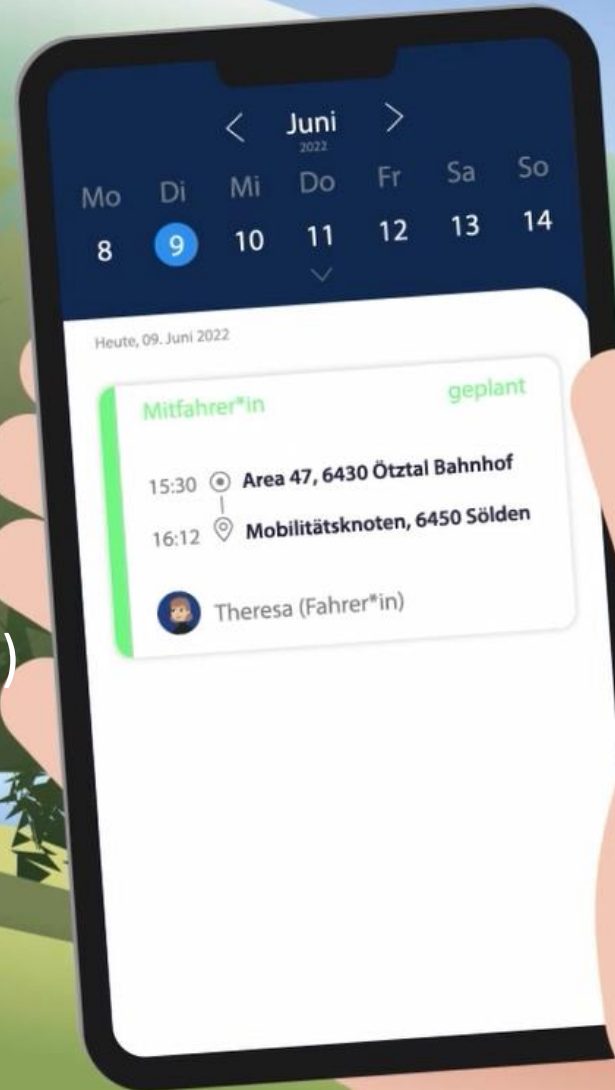 < Juni >
2022
Mo Di Mi Do Fr Sa So
8 9 10 11 12 13 14
Heute, 09. Juni 2022
Mitfahrer*in geplant
15:30 Area 47, 6430 Ötztal Bahnhof
16:12 Mobilitätsknoten, 6450 Sölden
)
Theresa (Fahrer*in)